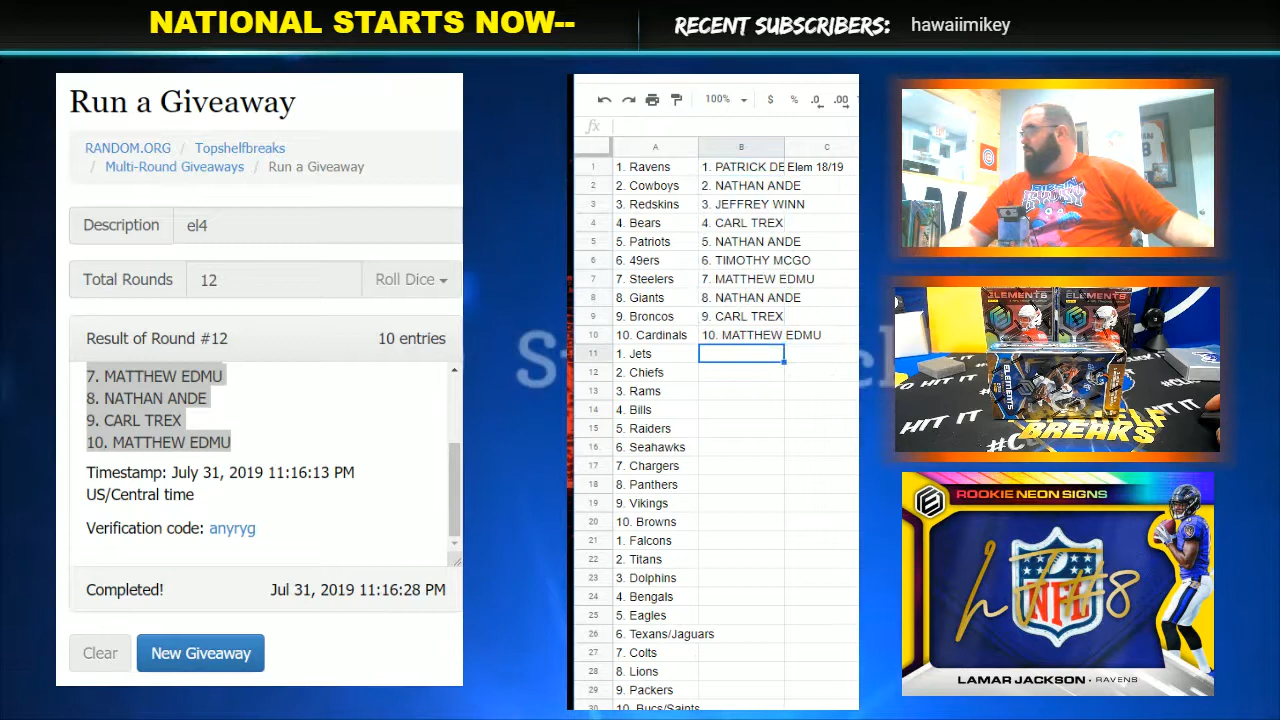 NATIONAL STARTS NOW--
RECENT SUBSCRIBERS: hawaiimikey
Run a Giveaway
RANDOM.ORG / Topshelfbreaks
/ Multi-Round Giveaways / Run a Giveaway
Description el4
Total Rounds 12 Roll Dice
Result of Round #12 10 entries
7. MATTHEW EDMU
8. NATHAN ANDE
9. CARL TREX
10. MATTHEW EDMU
Timestamp: July 31, 2019 11:16:13 PM
US/Central time
Verification code: anyryg
Completed! Jul 31, 2019 11:16:28 PM
Clear New Giveaway
100% $ % .0 .00
fx
A B C
1 1. Ravens 1. PATRICK DE Elem 18/19
2 2. Cowboys 2. NATHAN ANDE
3 3. Redskins 3. JEFFREY WINN
4 4. Bears 4. CARL TREX
5 5. Patriots 5. NATHAN ANDE
6 6. 49ers 6. TIMOTHY MCGO
7 7. Steelers 7. MATTHEW EDMU
8 8. Giants 8. NATHAN ANDE
9 9. Broncos 9. CARL TREX
10 10. Cardinals 10. MATTHEW EDMU
11 1. Jets
12 2. Chiefs
13 3. Rams
14 4. Bills
15 5. Raiders
16 6. Seahawks
17 7. Chargers
18 8. Panthers
19 9. Vikings
20 10. Browns
21 1. Falcons
22 2. Titans
23 3. Dolphins
24 4. Bengals
25 5. Eagles
26 6. Texans/Jaguars
27 7. Colts
28 8. Lions
29 9. Packers
30 10. Bucs/Saints
ELEMENTS
ELEMENTS
ELEMENTS
HIT IT
HIT IT
BREAKS
ROOKIE NEON SIGNS
NFL
#8
LAMAR JACKSON · RAVENS